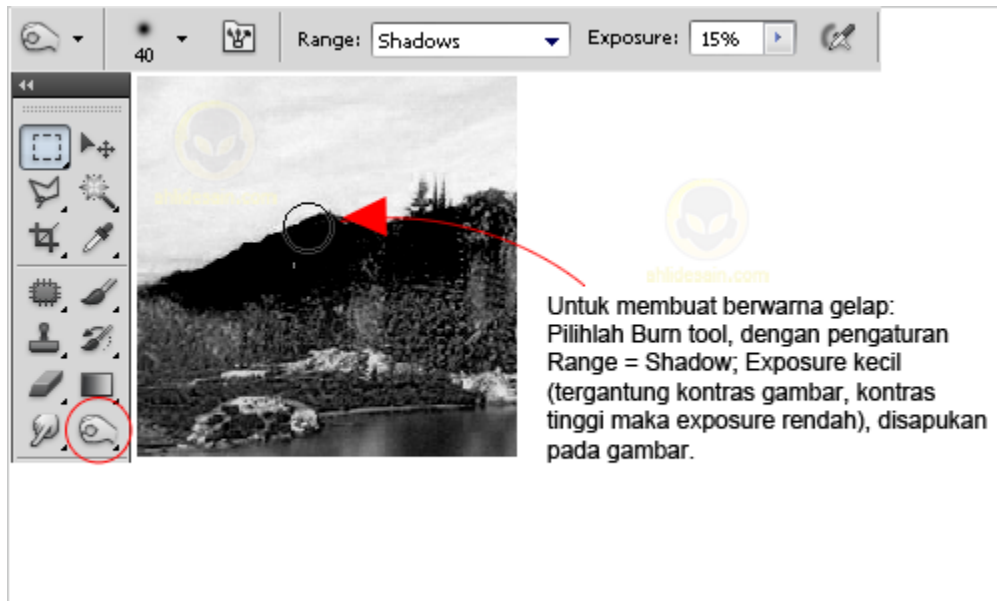 40
Range: Shadows
Exposure: 15%
ahlidesain.com
ahlidesain.com
Untuk membuat berwarna gelap:
Pilihlah Burn tool, dengan pengaturan
Range = Shadow; Exposure kecil
(tergantung kontras gambar, kontras
tinggi maka exposure rendah), disapukan
pada gambar.